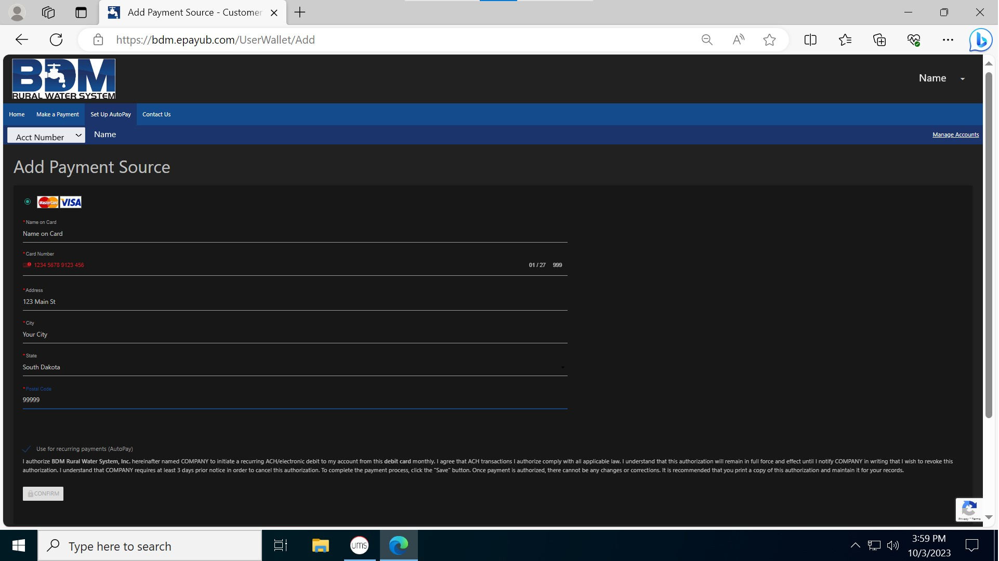 Add Payment Source - Customer
https://bdm.epayub.com/UserWallet/Add
BDM
RURAL WATER SYSTEM
Name
Home Make a Payment Set Up AutoPay Contact Us
Acct Number Name Manage Accounts
Add Payment Source
MasterCard VISA
*Name on Card
Name on Card
*Card Number
1234 5678 9123 456 01 / 27 999
*Address
123 Main St
*City
Your City
*State
South Dakota
*Postal Code
99999
Use for recurring payments (AutoPay)
I authorize BDM Rural Water System, Inc. hereinafter named COMPANY to initiate a recurring ACH/electronic debit to my account from this debit card monthly. I agree that ACH transactions I authorize comply with all applicable law. I understand that this authorization will remain in full force and effect until I notify COMPANY in writing that I wish to revoke this
authorization. I understand that COMPANY requires at least 3 days prior notice in order to cancel this authorization. To complete the payment process, click the "Save" button. Once payment is authorized, there cannot be any changes or corrections. It is recommended that you print a copy of this authorization and maintain it for your records.
CONFIRM
Privacy - Terms
Type here to search
ums
3:59 PM
10/3/2023